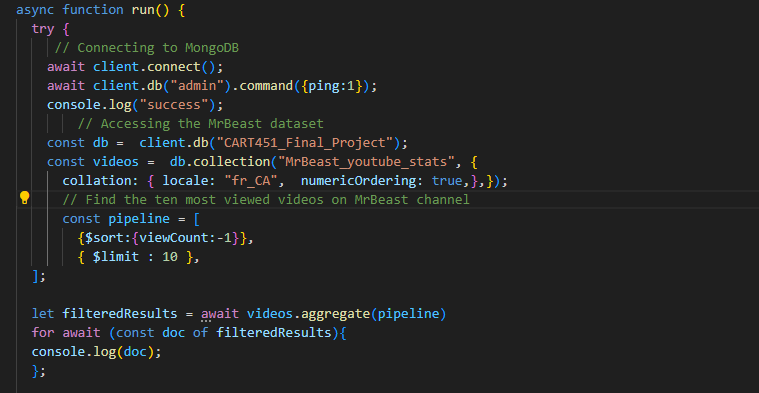 async function run() {
try {
// Connecting to MongoDB
await client.connect();
await client.db("admin").command({ping:1});
console.log("success");
// Accessing the MrBeast dataset
const db =  client.db("CART451_Final_Project");
const videos =  db.collection("MrBeast_youtube_stats", {
collation: { locale: "fr_CA",  numericOrdering: true,},});
// Find the ten most viewed videos on MrBeast channel
const pipeline = [
{$sort:{viewCount:-1}},
{ $limit : 10 },
];
let filteredResults = await videos.aggregate(pipeline)
for await (const doc of filteredResults){
console.log(doc);
};